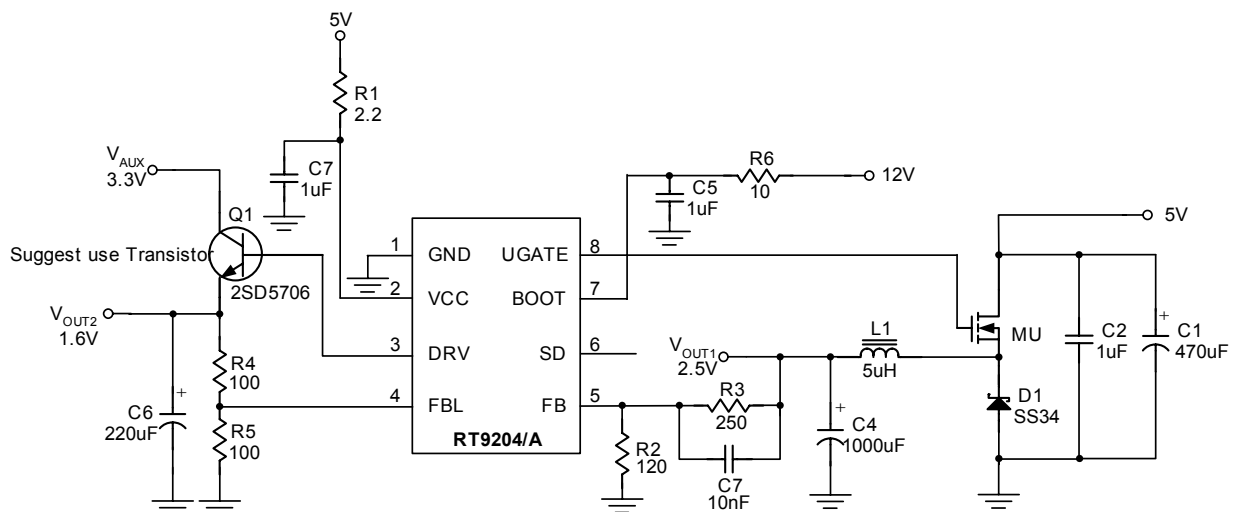 5V
R1
2.2
V_AUX
3.3V
C7
1uF
R6
10
12V
C5
1uF
5V
Q1
Suggest use Transistor
2SD5706
1
GND
UGATE
8
2
VCC
BOOT
7
V_OUT2
1.6V
3
DRV
SD
6
4
FBL
FB
5
RT9204/A
R4
100
R5
100
C6
+
220uF
V_OUT1
2.5V
L1
5uH
MU
C2
1uF
+
C1
470uF
R3
250
R2
120
C7
10nF
+
C4
1000uF
D1
SS34